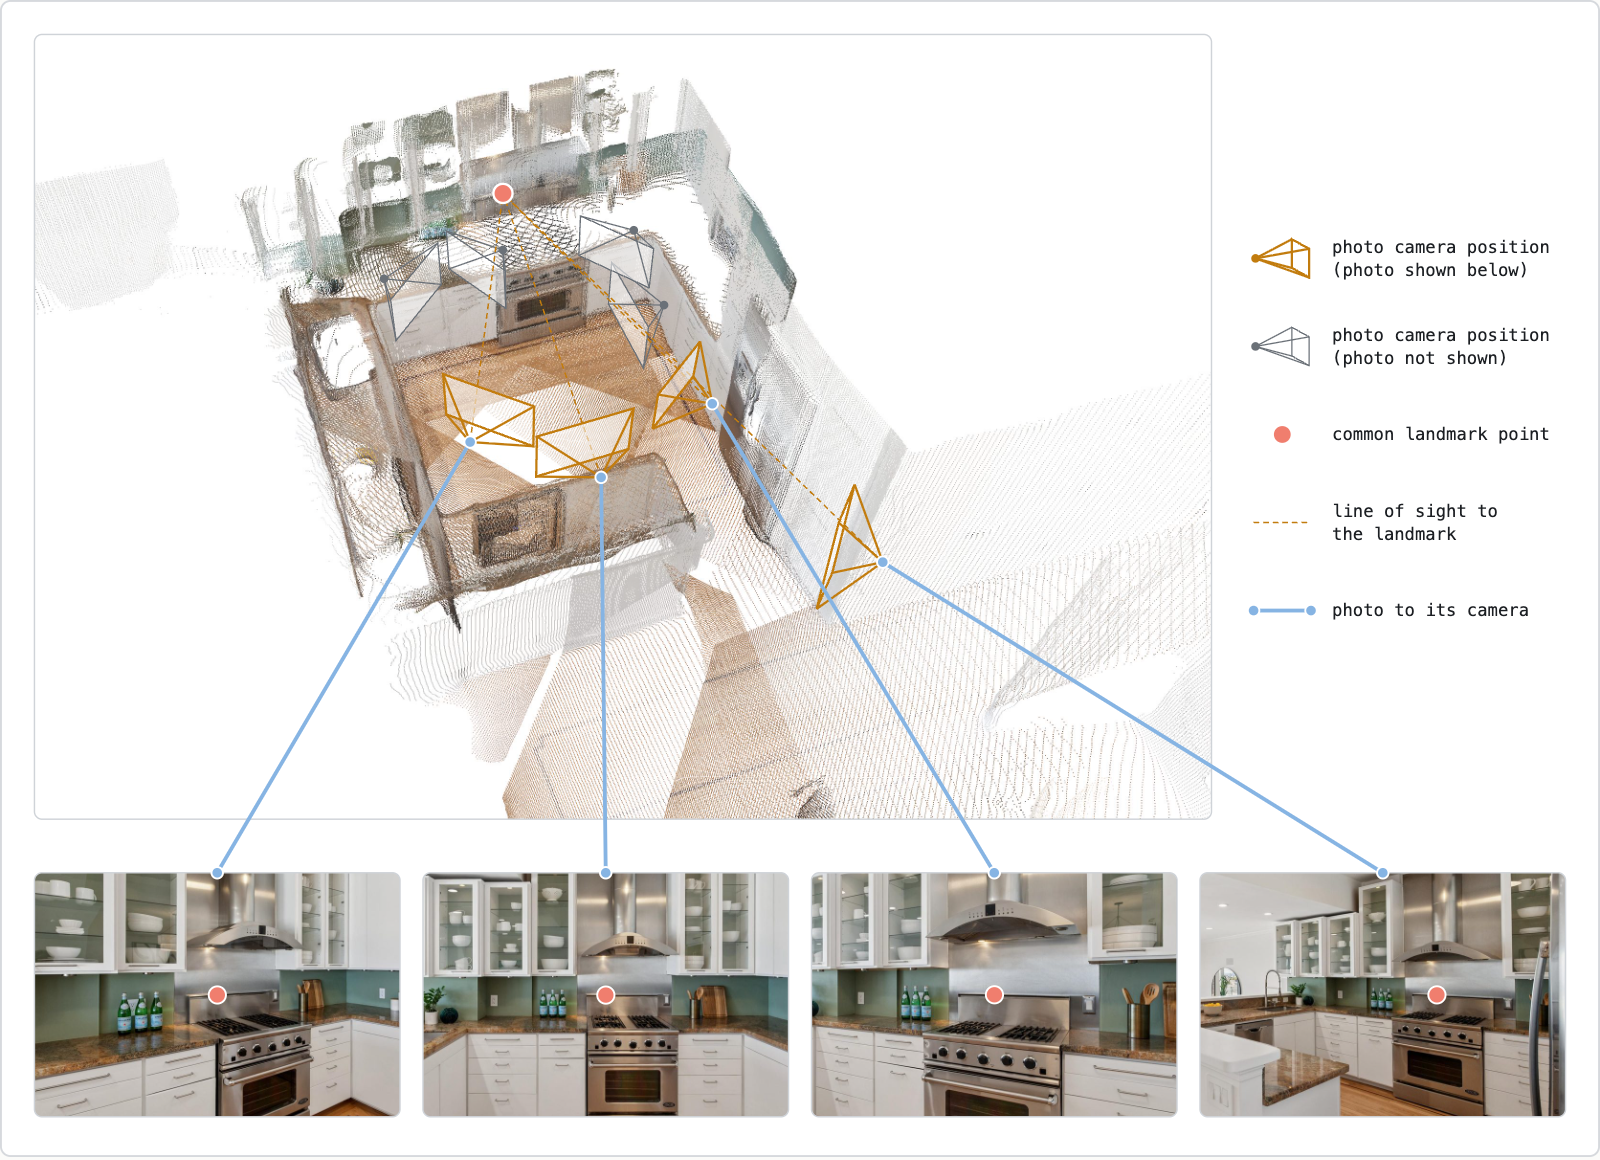 photo camera position
(photo shown below)
photo camera position
(photo not shown)
common landmark point
line of sight to
the landmark
photo to its camera